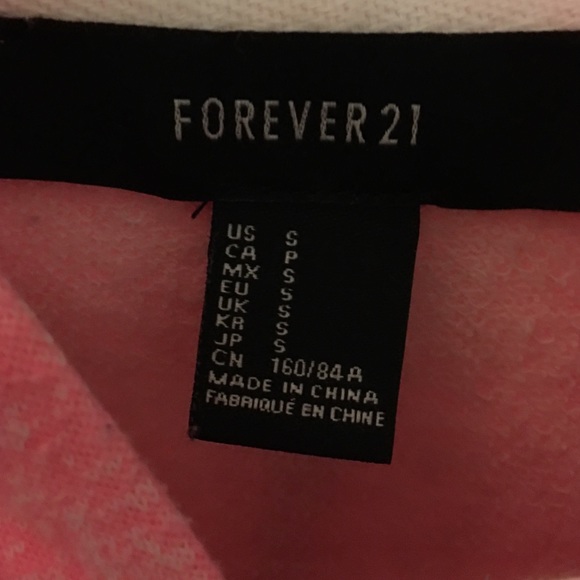 FOREVER 21
US S
CA P
MX S
EU S
UK S
KR S
JP S
CN 160/84A
MADE IN CHINA
FABRIQUÉ EN CHINE